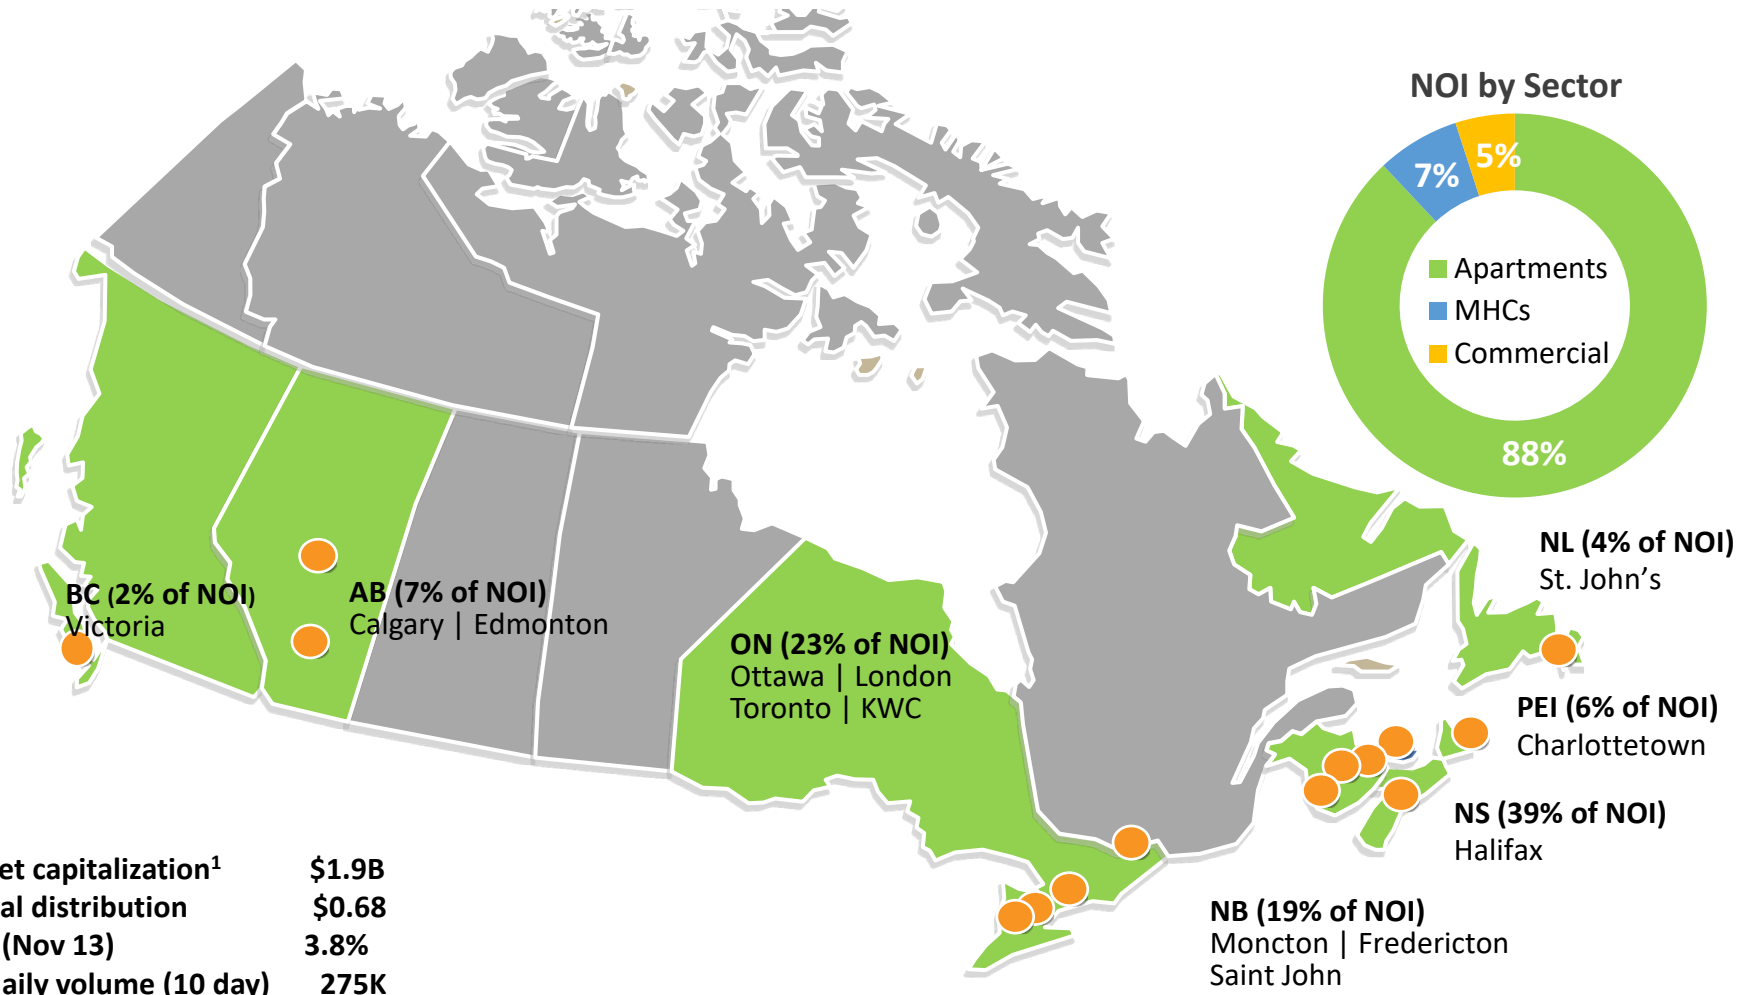 NOI by Sector
5%
7%
Apartments
MHCs
Commercial
88%
NL (4% of NOI)
St. John’s
BC (2% of NOI)
Victoria
AB (7% of NOI)
Calgary | Edmonton
ON (23% of NOI)
Ottawa | London
Toronto | KWC
PEI (6% of NOI)
Charlottetown
NS (39% of NOI)
Halifax
NB (19% of NOI)
Moncton | Fredericton
Saint John
capitalization¹ $1.9B
distribution $0.68
(Nov 13) 3.8%
volume (10 day) 275K